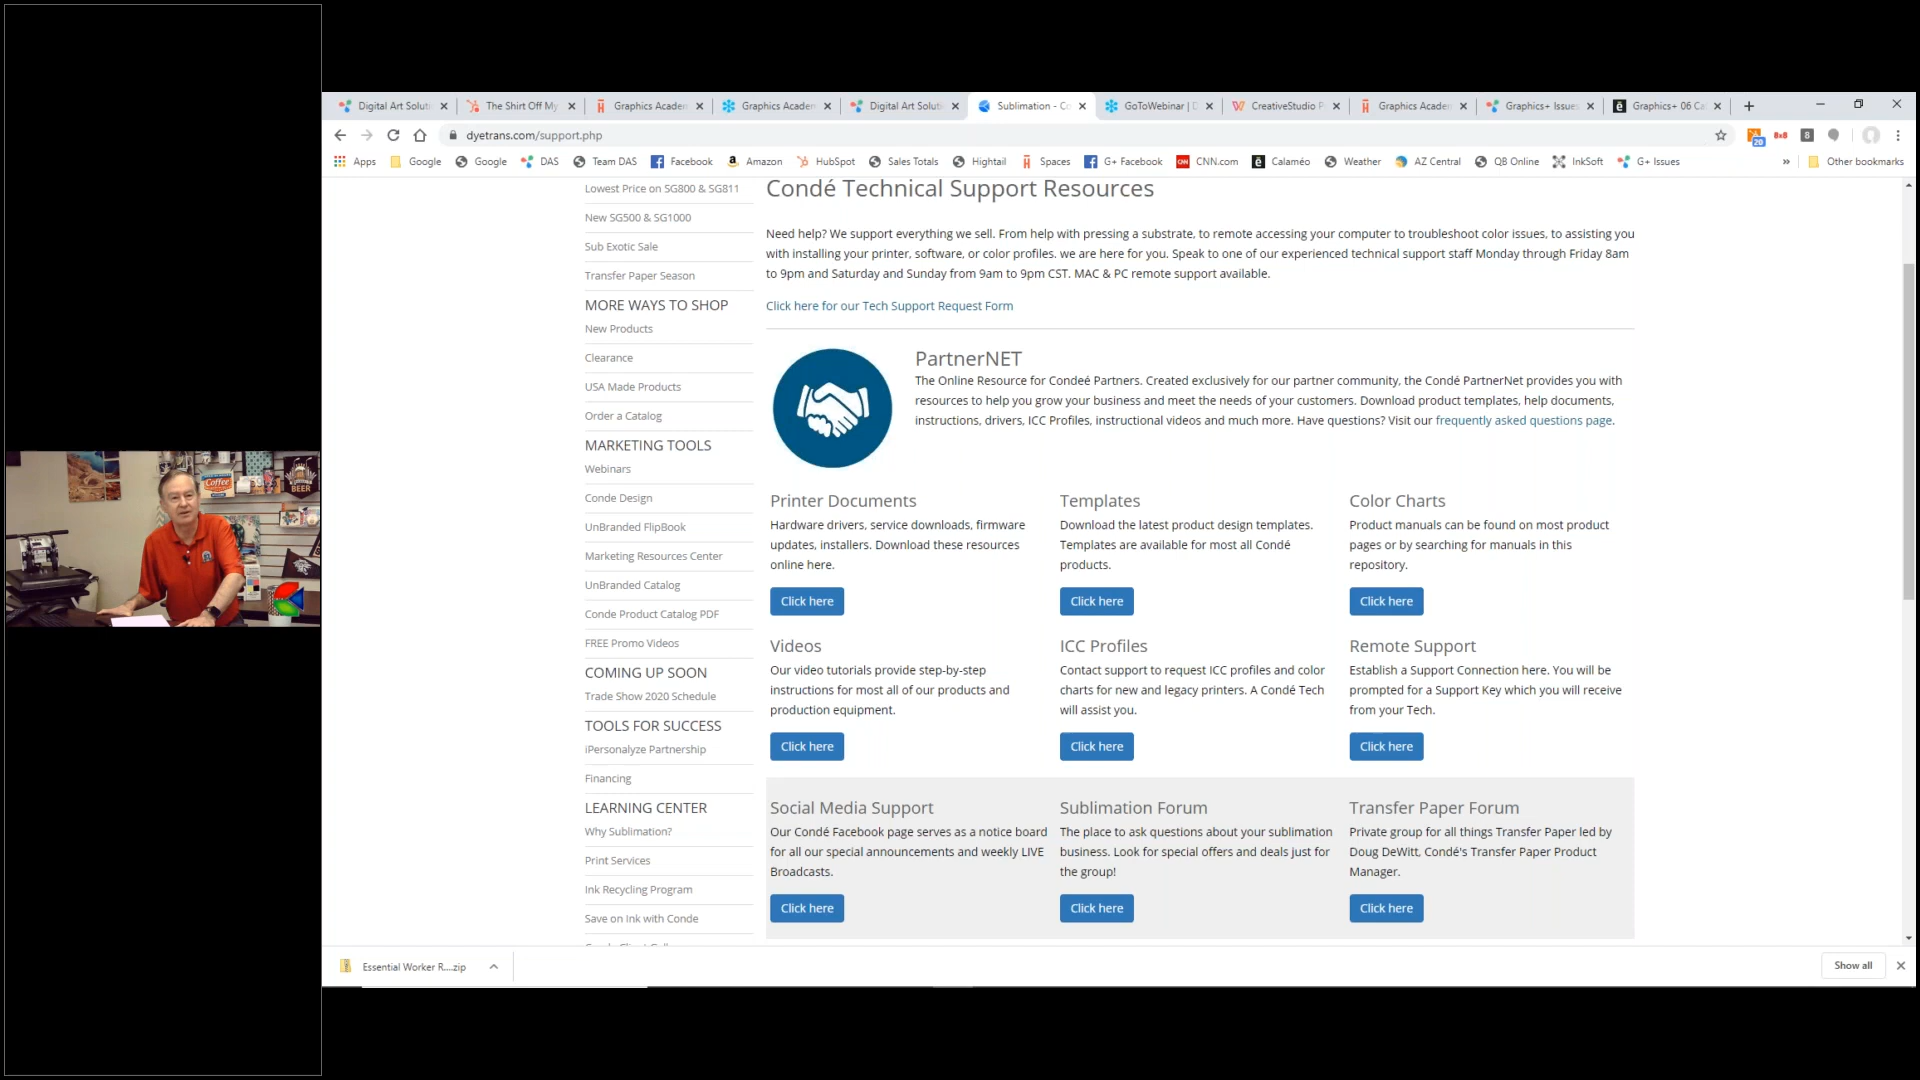 Digital Art Soluti
The Shirt Off My
Graphics Academ
Graphics Academ
Digital Art Soluti
Sublimation - Co
GoToWebinar | D
CreativeStudio P
Graphics Academ
Graphics+ Issues
Graphics+ 06 Ca
dyetrans.com/support.php
20
8x8
8
Apps
Google
Google
DAS
Team DAS
Facebook
Amazon
HubSpot
Sales Totals
Hightail
Spaces
G+ Facebook
CNN.com
Calaméo
Weather
AZ Central
QB Online
InkSoft
G+ Issues
»
Other bookmarks
Lowest Price on SG800 & SG811
New SG500 & SG1000
Sub Exotic Sale
Transfer Paper Season
MORE WAYS TO SHOP
New Products
Clearance
USA Made Products
Order a Catalog
MARKETING TOOLS
Webinars
Conde Design
UnBranded FlipBook
Marketing Resources Center
UnBranded Catalog
Conde Product Catalog PDF
FREE Promo Videos
COMING UP SOON
Trade Show 2020 Schedule
TOOLS FOR SUCCESS
iPersonalyze Partnership
Financing
LEARNING CENTER
Why Sublimation?
Print Services
Ink Recycling Program
Save on Ink with Conde
Condé Technical Support Resources
Need help? We support everything we sell. From help with pressing a substrate, to remote accessing your computer to troubleshoot color issues, to assisting you
with installing your printer, software, or color profiles. we are here for you. Speak to one of our experienced technical support staff Monday through Friday 8am
to 9pm and Saturday and Sunday from 9am to 9pm CST. MAC & PC remote support available.
Click here for our Tech Support Request Form
PartnerNET
The Online Resource for Condeé Partners. Created exclusively for our partner community, the Condé PartnerNet provides you with
resources to help you grow your business and meet the needs of your customers. Download product templates, help documents,
instructions, drivers, ICC Profiles, instructional videos and much more. Have questions? Visit our frequently asked questions page.
Printer Documents
Hardware drivers, service downloads, firmware
updates, installers. Download these resources
online here.
Click here
Templates
Download the latest product design templates.
Templates are available for most all Condé
products.
Click here
Color Charts
Product manuals can be found on most product
pages or by searching for manuals in this
repository.
Click here
Videos
Our video tutorials provide step-by-step
instructions for most all of our products and
production equipment.
Click here
ICC Profiles
Contact support to request ICC profiles and color
charts for new and legacy printers. A Condé Tech
will assist you.
Click here
Remote Support
Establish a Support Connection here. You will be
prompted for a Support Key which you will receive
from your Tech.
Click here
Social Media Support
Our Condé Facebook page serves as a notice board
for all our special announcements and weekly LIVE
Broadcasts.
Click here
Sublimation Forum
The place to ask questions about your sublimation
business. Look for special offers and deals just for
the group!
Click here
Transfer Paper Forum
Private group for all things Transfer Paper led by
Doug DeWitt, Condé's Transfer Paper Product
Manager.
Click here
Essential Worker R....zip
Show all
Coffee
BEER